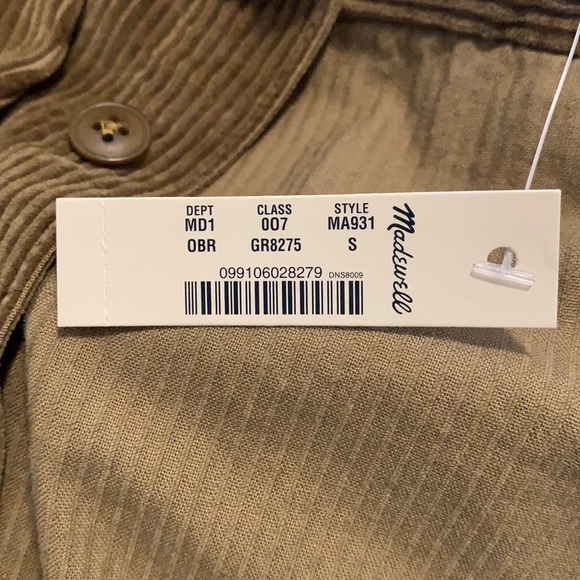 DEPT CLASS STYLE
MD1 007 MA931
OBR GR8275 S
099106028279 DNS8009
Madewell